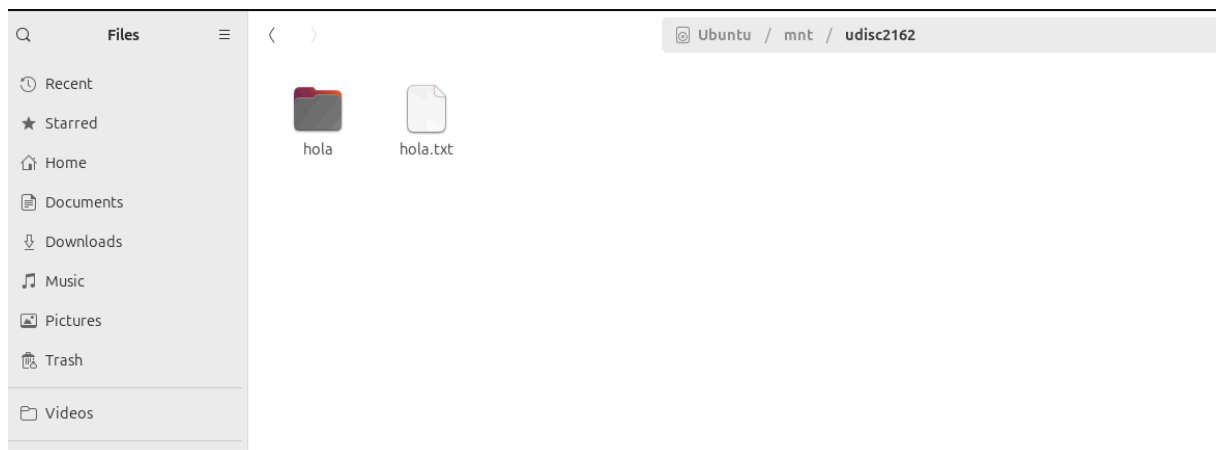 Files
Ubuntu / mnt / udisc2162
Recent
Starred
Home
Documents
Downloads
Music
Pictures
Trash
Videos
hola
hola.txt